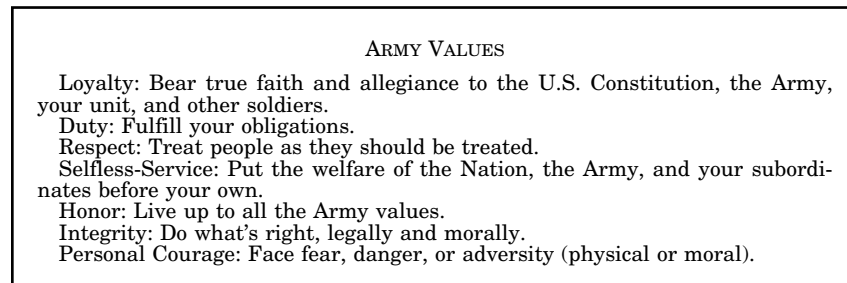 ARMY VALUES
Loyalty: Bear true faith and allegiance to the U.S. Constitution, the Army,
your unit, and other soldiers.
Duty: Fulfill your obligations.
Respect: Treat people as they should be treated.
Selfless-Service: Put the welfare of the Nation, the Army, and your subordi-
nates before your own.
Honor: Live up to all the Army values.
Integrity: Do what's right, legally and morally.
Personal Courage: Face fear, danger, or adversity (physical or moral).